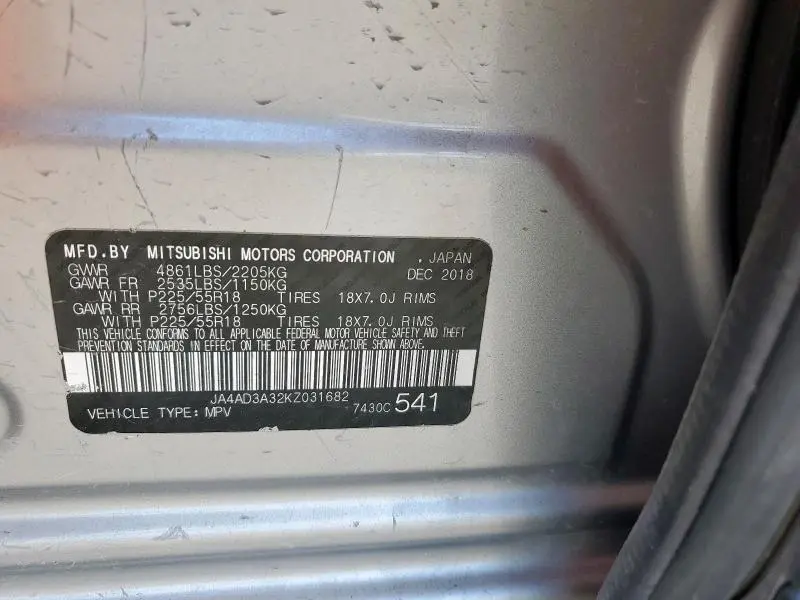 MFD.BY MITSUBISHI MOTORS CORPORATION , JAPAN
GVWR 4861LBS/2205KG DEC 2018
GAWR FR 2535LBS/1150KG
WITH P225/55R18 TIRES 18X7.0J RIMS
GAWR RR 2756LBS/1250KG
WITH P225/55R18 TIRES 18X7.0J RIMS
THIS VEHICLE CONFORMS TO ALL APPLICABLE FEDERAL MOTOR VEHICLE SAFETY AND THEFT
PREVENTION STANDARDS IN EFFECT ON THE DATE OF MANUFACTURE SHOWN ABOVE.
JA4AD3A32KZ031682
VEHICLE TYPE: MPV 7430C 541